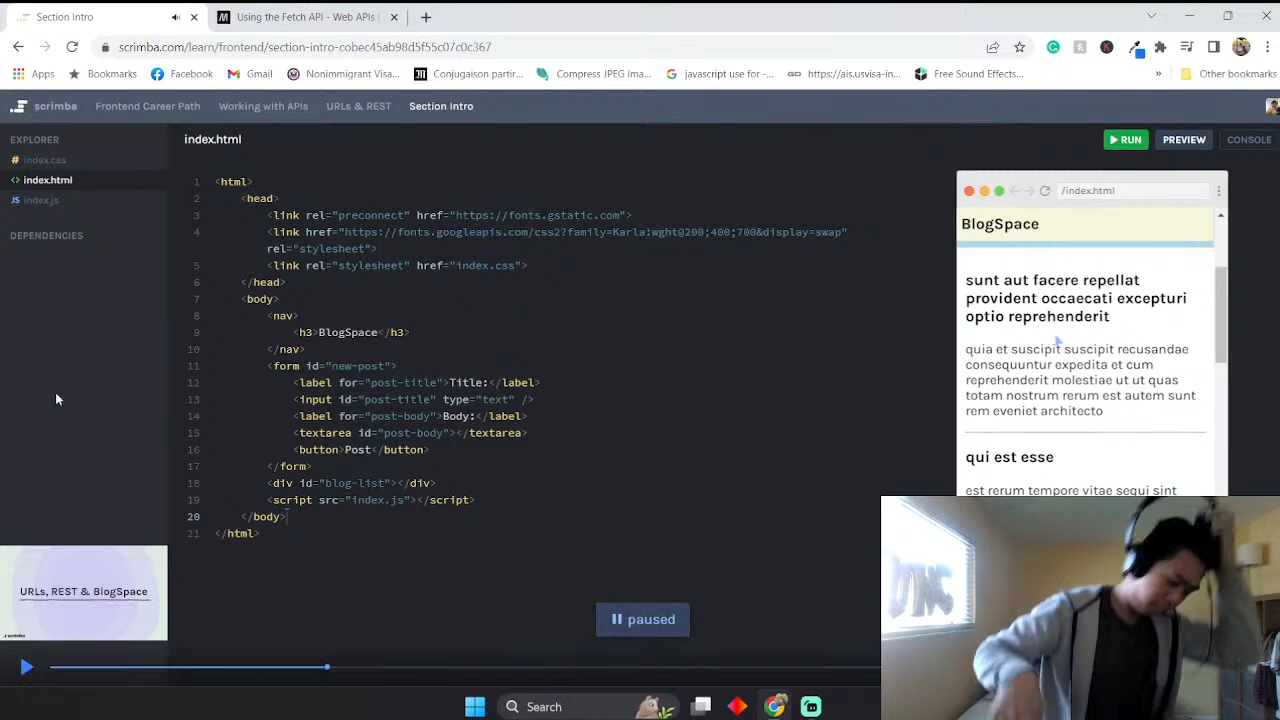 Section Intro
Using the Fetch API - Web APIs |
scrimba.com/learn/frontend/section-intro-cobec45ab98d5f55c07c0c367
Apps Bookmarks Facebook Gmail Nonimmigrant Visa... Conjugaison partir... Compress JPEG Ima... javascript use for -... https://ais.usvisa-in... Free Sound Effects... » Other bookmarks
scrimba Frontend Career Path Working with APIs URLs & REST Section Intro
EXPLORER
# index.css
<> index.html
JS index.js
DEPENDENCIES
index.html
RUN PREVIEW CONSOLE
1 <html>
2 <head>
3 <link rel="preconnect" href="https://fonts.gstatic.com">
4 <link href="https://fonts.googleapis.com/css2?family=Karla:wght@200;400;700&display=swap"
rel="stylesheet">
5 <link rel="stylesheet" href="index.css">
6 </head>
7 <body>
8 <nav>
9 <h3>BlogSpace</h3>
10 </nav>
11 <form id="new-post">
12 <label for="post-title">Title:</label>
13 <input id="post-title" type="text" />
14 <label for="post-body">Body:</label>
15 <textarea id="post-body"></textarea>
16 <button>Post</button>
17 </form>
18 <div id="blog-list"></div>
19 <script src="index.js"></script>
20 </body>
21 </html>
/index.html
BlogSpace
sunt aut facere repellat
provident occaecati excepturi
optio reprehenderit
quia et suscipit suscipit recusandae
consequuntur expedita et cum
reprehenderit molestiae ut ut quas
totam nostrum rerum est autem sunt
rem eveniet architecto
qui est esse
est rerum tempore vitae sequi sint
URLs, REST & BlogSpace
scrimba
paused
Search